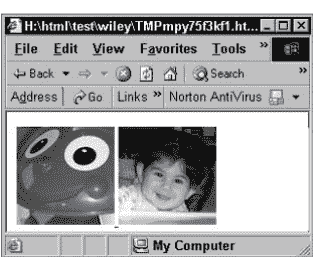 H:\html\test\wiley\TMPmpy75f3kf1.ht...
File Edit View Favorites Tools »
Back Search »
Address Go Links » Norton AntiVirus
My Computer